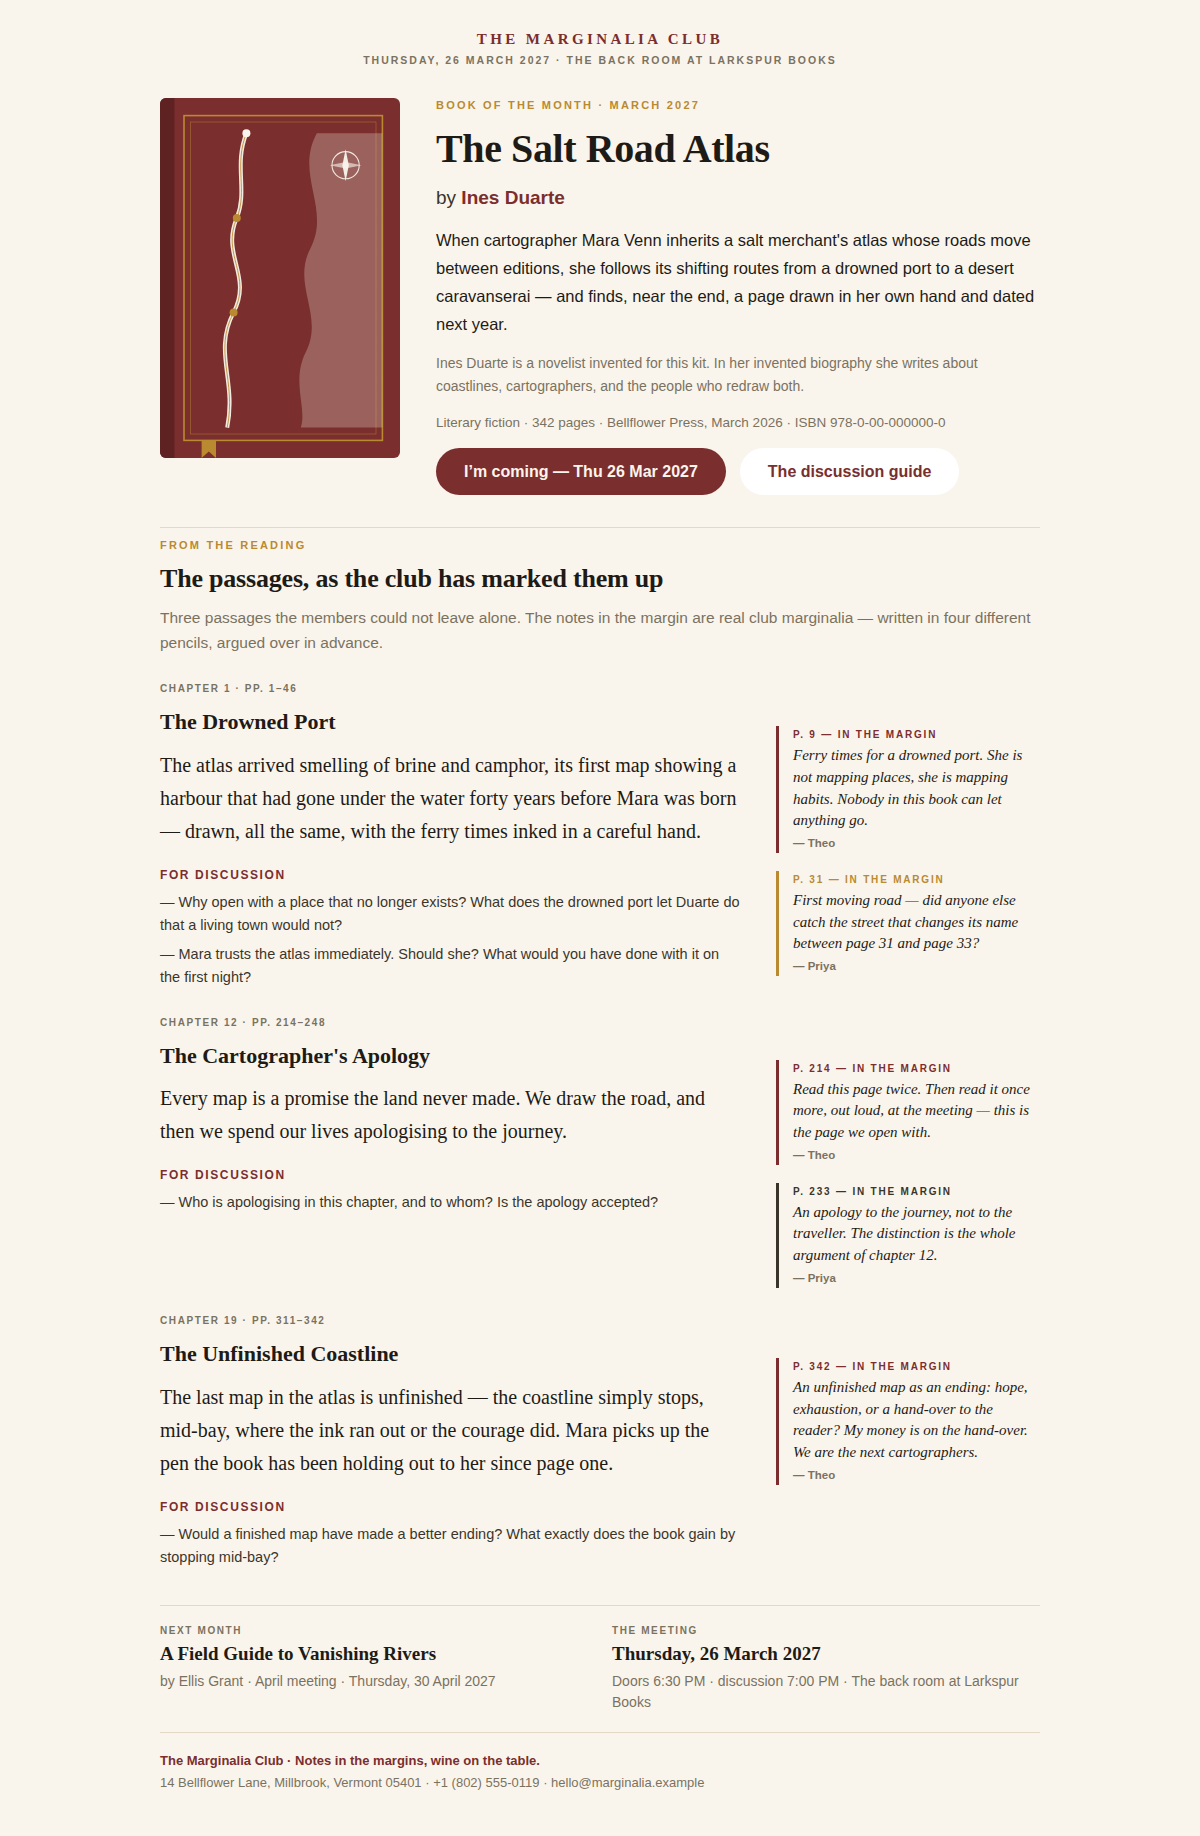 THE MARGINALIA CLUB
THURSDAY, 26 MARCH 2027 · THE BACK ROOM AT LARKSPUR BOOKS
BOOK OF THE MONTH · MARCH 2027
The Salt Road Atlas
by Ines Duarte
When cartographer Mara Venn inherits a salt merchant's atlas whose roads move
between editions, she follows its shifting routes from a drowned port to a desert
caravanserai — and finds, near the end, a page drawn in her own hand and dated
next year.
Ines Duarte is a novelist invented for this kit. In her invented biography she writes about
coastlines, cartographers, and the people who redraw both.
Literary fiction · 342 pages · Bellflower Press, March 2026 · ISBN 978-0-00-000000-0
I’m coming — Thu 26 Mar 2027
The discussion guide
FROM THE READING
The passages, as the club has marked them up
Three passages the members could not leave alone. The notes in the margin are real club marginalia — written in four different
pencils, argued over in advance.
CHAPTER 1 · PP. 1–46
The Drowned Port
The atlas arrived smelling of brine and camphor, its first map showing a
harbour that had gone under the water forty years before Mara was born
— drawn, all the same, with the ferry times inked in a careful hand.
FOR DISCUSSION
— Why open with a place that no longer exists? What does the drowned port let Duarte do
that a living town would not?
— Mara trusts the atlas immediately. Should she? What would you have done with it on
the first night?
P. 9 — IN THE MARGIN
Ferry times for a drowned port. She is
not mapping places, she is mapping
habits. Nobody in this book can let
anything go.
— Theo
P. 31 — IN THE MARGIN
First moving road — did anyone else
catch the street that changes its name
between page 31 and page 33?
— Priya
CHAPTER 12 · PP. 214–248
The Cartographer's Apology
Every map is a promise the land never made. We draw the road, and
then we spend our lives apologising to the journey.
FOR DISCUSSION
— Who is apologising in this chapter, and to whom? Is the apology accepted?
P. 214 — IN THE MARGIN
Read this page twice. Then read it once
more, out loud, at the meeting — this is
the page we open with.
— Theo
P. 233 — IN THE MARGIN
An apology to the journey, not to the
traveller. The distinction is the whole
argument of chapter 12.
— Priya
CHAPTER 19 · PP. 311–342
The Unfinished Coastline
The last map in the atlas is unfinished — the coastline simply stops,
mid-bay, where the ink ran out or the courage did. Mara picks up the
pen the book has been holding out to her since page one.
FOR DISCUSSION
— Would a finished map have made a better ending? What exactly does the book gain by
stopping mid-bay?
P. 342 — IN THE MARGIN
An unfinished map as an ending: hope,
exhaustion, or a hand-over to the
reader? My money is on the hand-over.
We are the next cartographers.
— Theo
NEXT MONTH
A Field Guide to Vanishing Rivers
by Ellis Grant · April meeting · Thursday, 30 April 2027
THE MEETING
Thursday, 26 March 2027
Doors 6:30 PM · discussion 7:00 PM · The back room at Larkspur
Books
The Marginalia Club · Notes in the margins, wine on the table.
14 Bellflower Lane, Millbrook, Vermont 05401 · +1 (802) 555-0119 · hello@marginalia.example